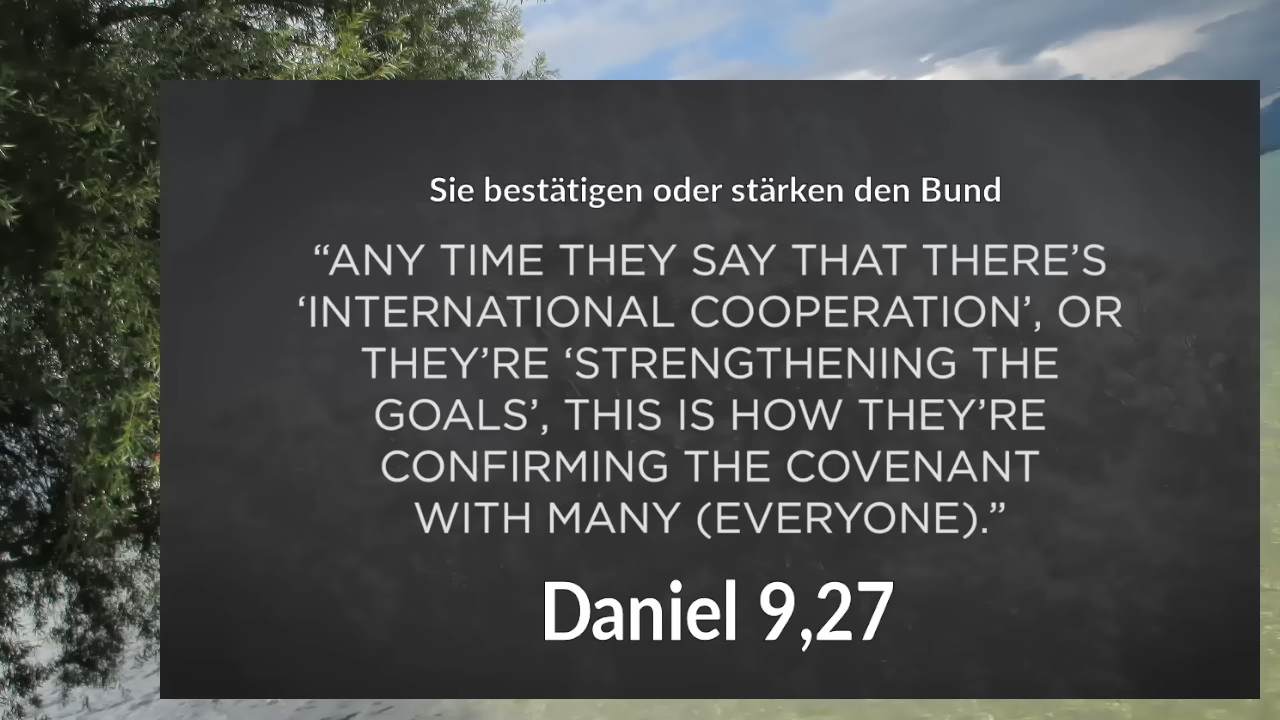 Sie bestätigen oder stärken den Bund
“ANY TIME THEY SAY THAT THERE’S
‘INTERNATIONAL COOPERATION’, OR
THEY’RE ‘STRENGTHENING THE
GOALS’, THIS IS HOW THEY’RE
CONFIRMING THE COVENANT
WITH MANY (EVERYONE).”
Daniel 9,27